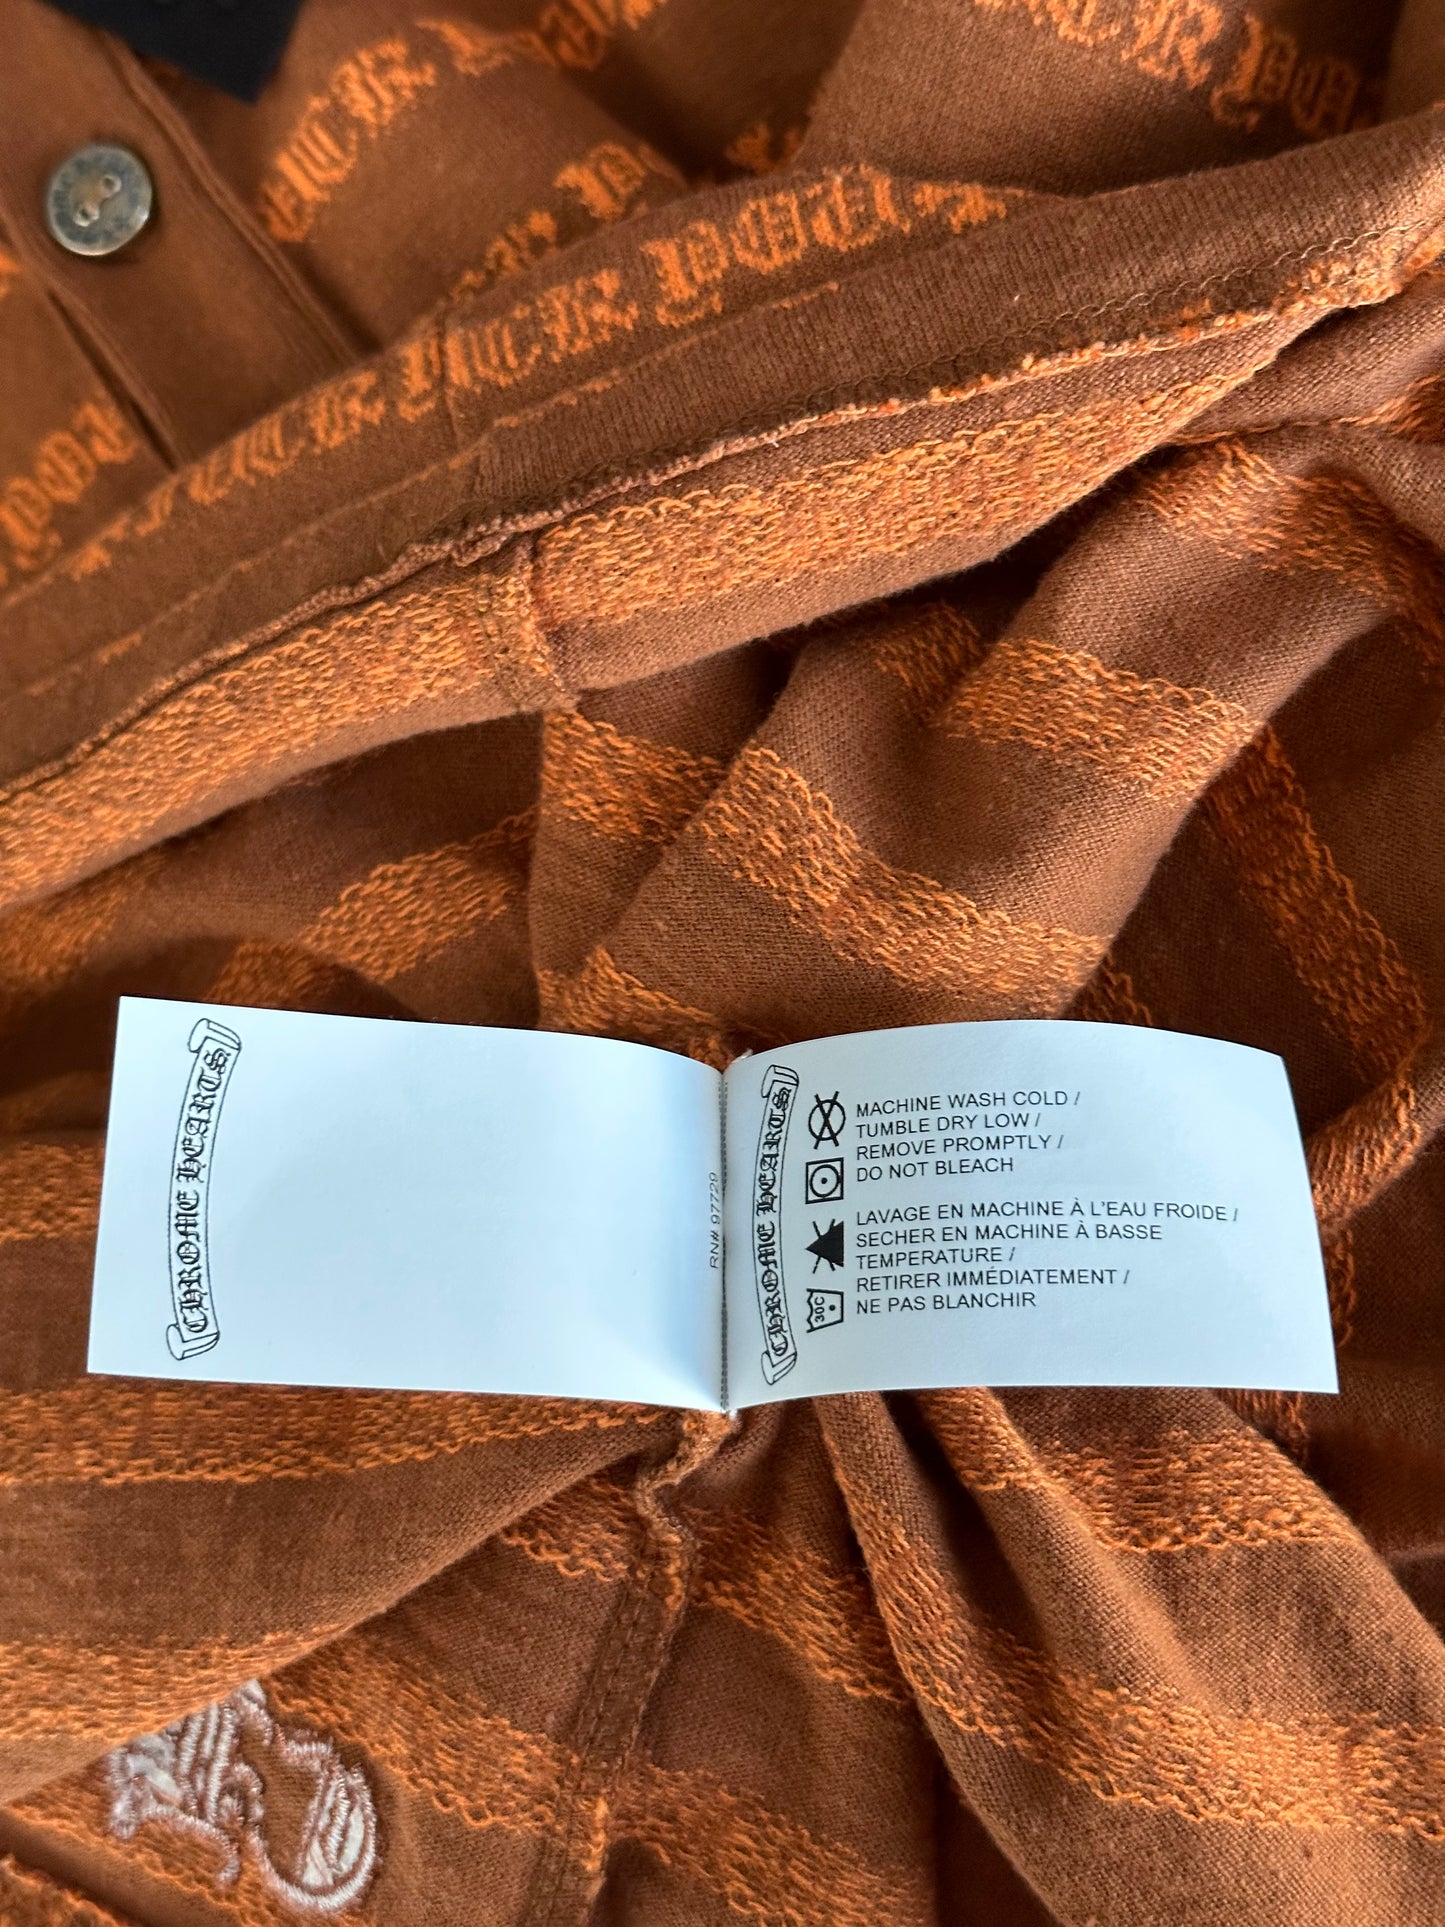 CHROME HEARTS
RN# 97729
CHROME HEARTS
MACHINE WASH COLD /
TUMBLE DRY LOW /
REMOVE PROMPTLY /
DO NOT BLEACH
LAVAGE EN MACHINE À L'EAU FROIDE /
SECHER EN MACHINE À BASSE
TEMPERATURE /
RETIRER IMMÉDIATEMENT /
NE PAS BLANCHIR
30C